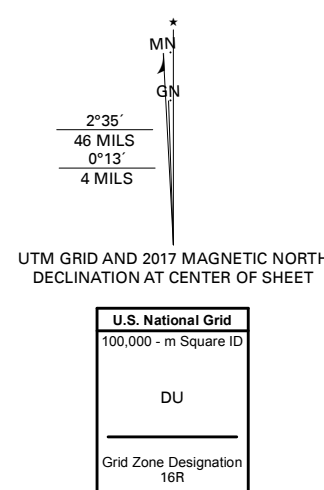 MN
GN
2°35´
46 MILS
0°13´
4 MILS
UTM GRID AND 2017 MAGNETIC NORTH
DECLINATION AT CENTER OF SHEET
U.S. National Grid
100,000 - m Square ID
DU
Grid Zone Designation
16R